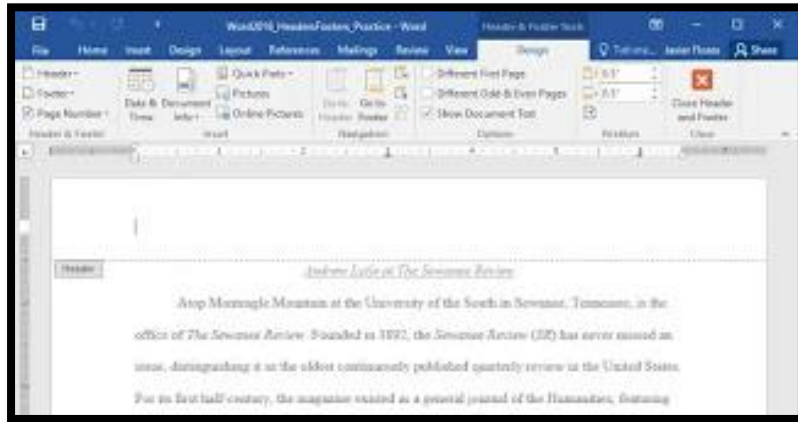 Word2016_HeadersFooters_Practice - Word
Header & Footer Tools
File Home Insert Design Layout References Mailings Review View Design Tell me... Javier Flores Share
Header
Footer
Page Number
Date & Time
Document Info
Quick Parts
Pictures
Online Pictures
Go to Header
Go to Footer
Different First Page
Different Odd & Even Pages
Show Document Text
0.5"
0.5"
Close Header and Footer
Header & Footer Insert Navigation Options Position Close
Header
Andrew Lytle at The Sewanee Review
Atop Monteagle Mountain at the University of the South in Sewanee, Tennessee, is the
office of The Sewanee Review. Founded in 1892, the Sewanee Review (SR) has never missed an
issue, distinguishing it as the oldest continuously published quarterly review in the United States.
For its first half-century, the magazine existed as a general journal of the Humanities, featuring